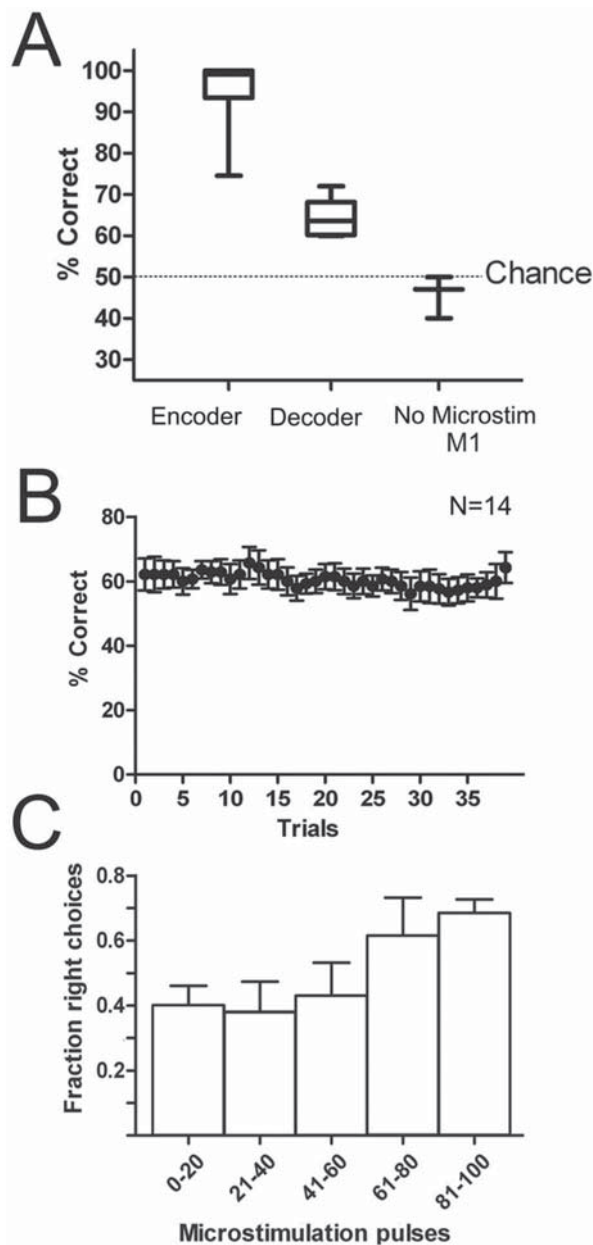 A
% Correct
100
90
80
70
60
50
40
30
Chance
Encoder
Decoder
No Microstim
M1
B
N=14
% Correct
80
60
40
20
0
0
5
10
15
20
25
30
35
Trials
C
Fraction right choices
0.8
0.6
0.4
0.2
0-20
21-40
41-60
61-80
81-100
Microstimulation pulses